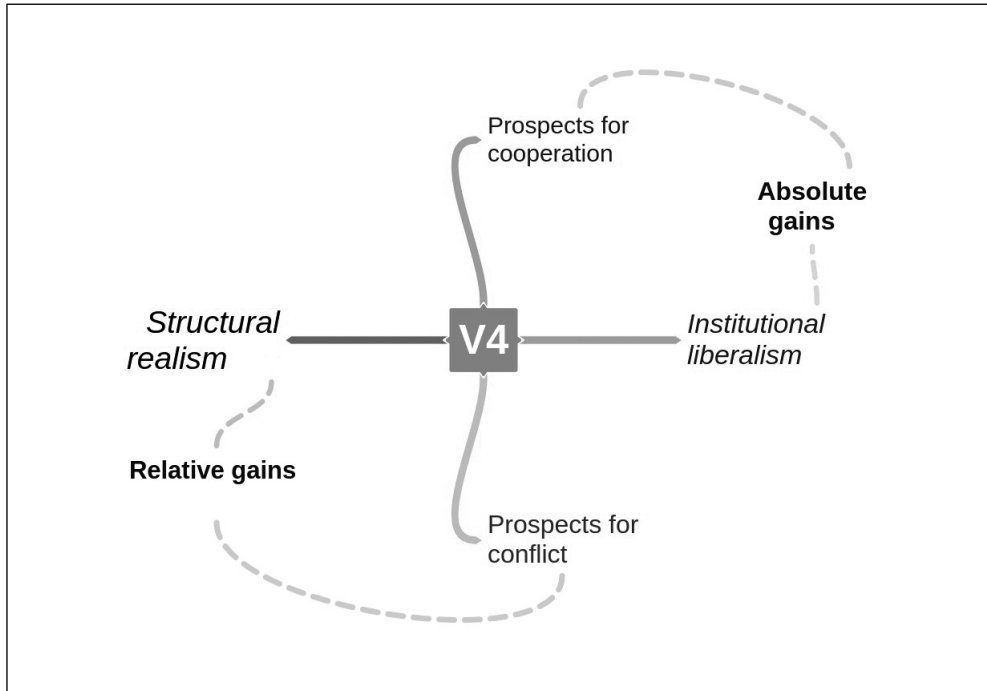 Prospects for
cooperation
Absolute
gains
Structural
realism
V4
Institutional
liberalism
Relative gains
Prospects for
conflict